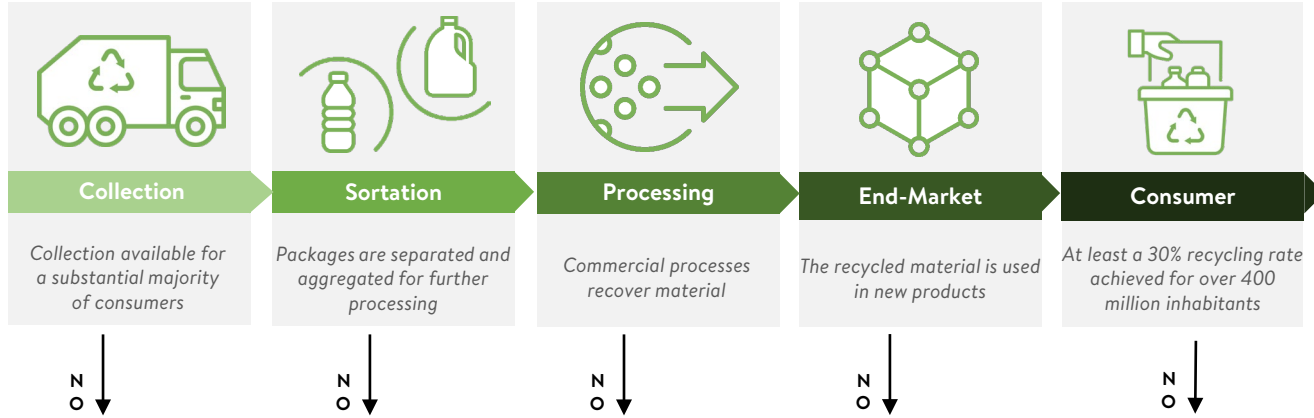 Collection
Collection available for
a substantial majority
of consumers
N
O
Sortation
Packages are separated and
aggregated for further
processing
N
O
Processing
Commercial processes
recover material
N
O
End-Market
The recycled material is used
in new products
N
O
Consumer
At least a 30% recycling rate
achieved for over 400
million inhabitants
N
O